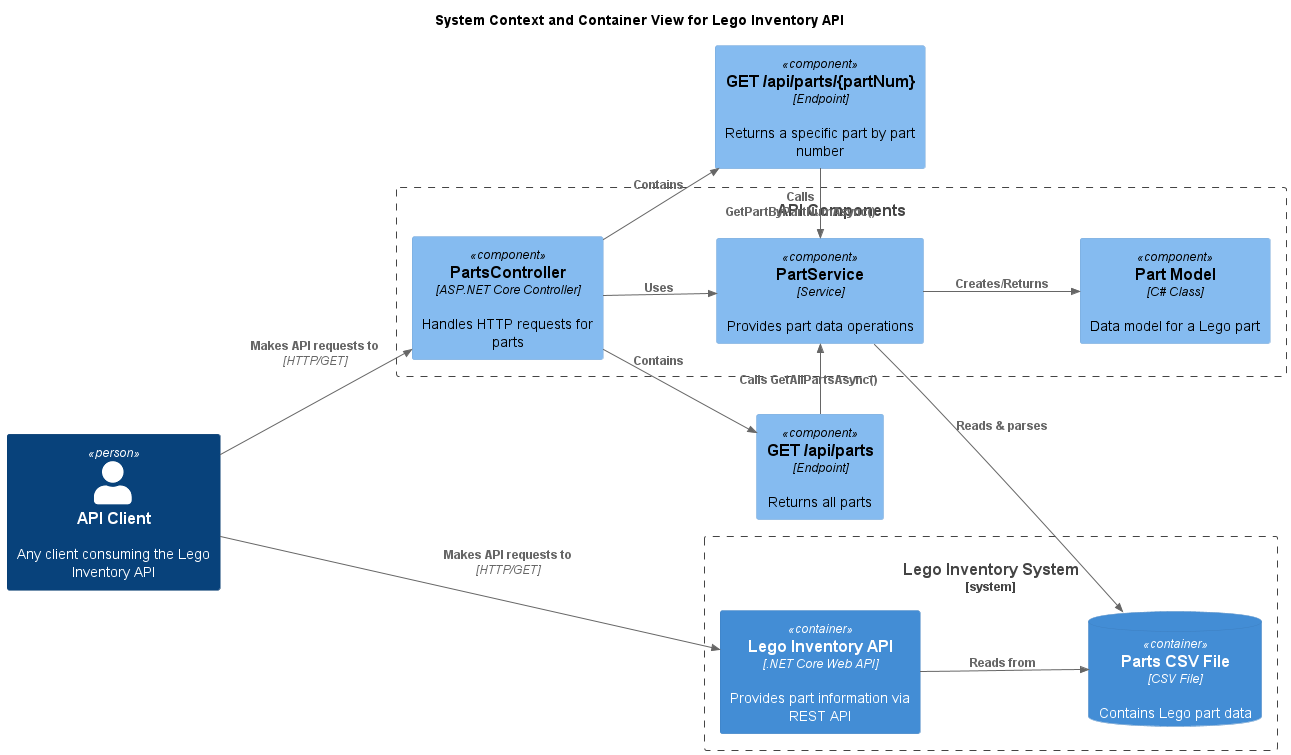 System Context and Container View for Lego Inventory API
«component»
GET /api/parts/{partNum}
[Endpoint]
Returns a specific part by part
number
Contains
Calls
GetPartByPartNumAsync()
API Components
«component»
PartsController
[ASP.NET Core Controller]
Handles HTTP requests for
parts
Uses
«component»
PartService
[Service]
Provides part data operations
Creates/Returns
«component»
Part Model
[C# Class]
Data model for a Lego part
Makes API requests to
[HTTP/GET]
Contains
Calls GetAllPartsAsync()
Reads & parses
«component»
GET /api/parts
[Endpoint]
Returns all parts
«person»
API Client
Any client consuming the Lego
Inventory API
Makes API requests to
[HTTP/GET]
Lego Inventory System
[system]
«container»
Lego Inventory API
[.NET Core Web API]
Provides part information via
REST API
Reads from
«container»
Parts CSV File
[CSV File]
Contains Lego part data